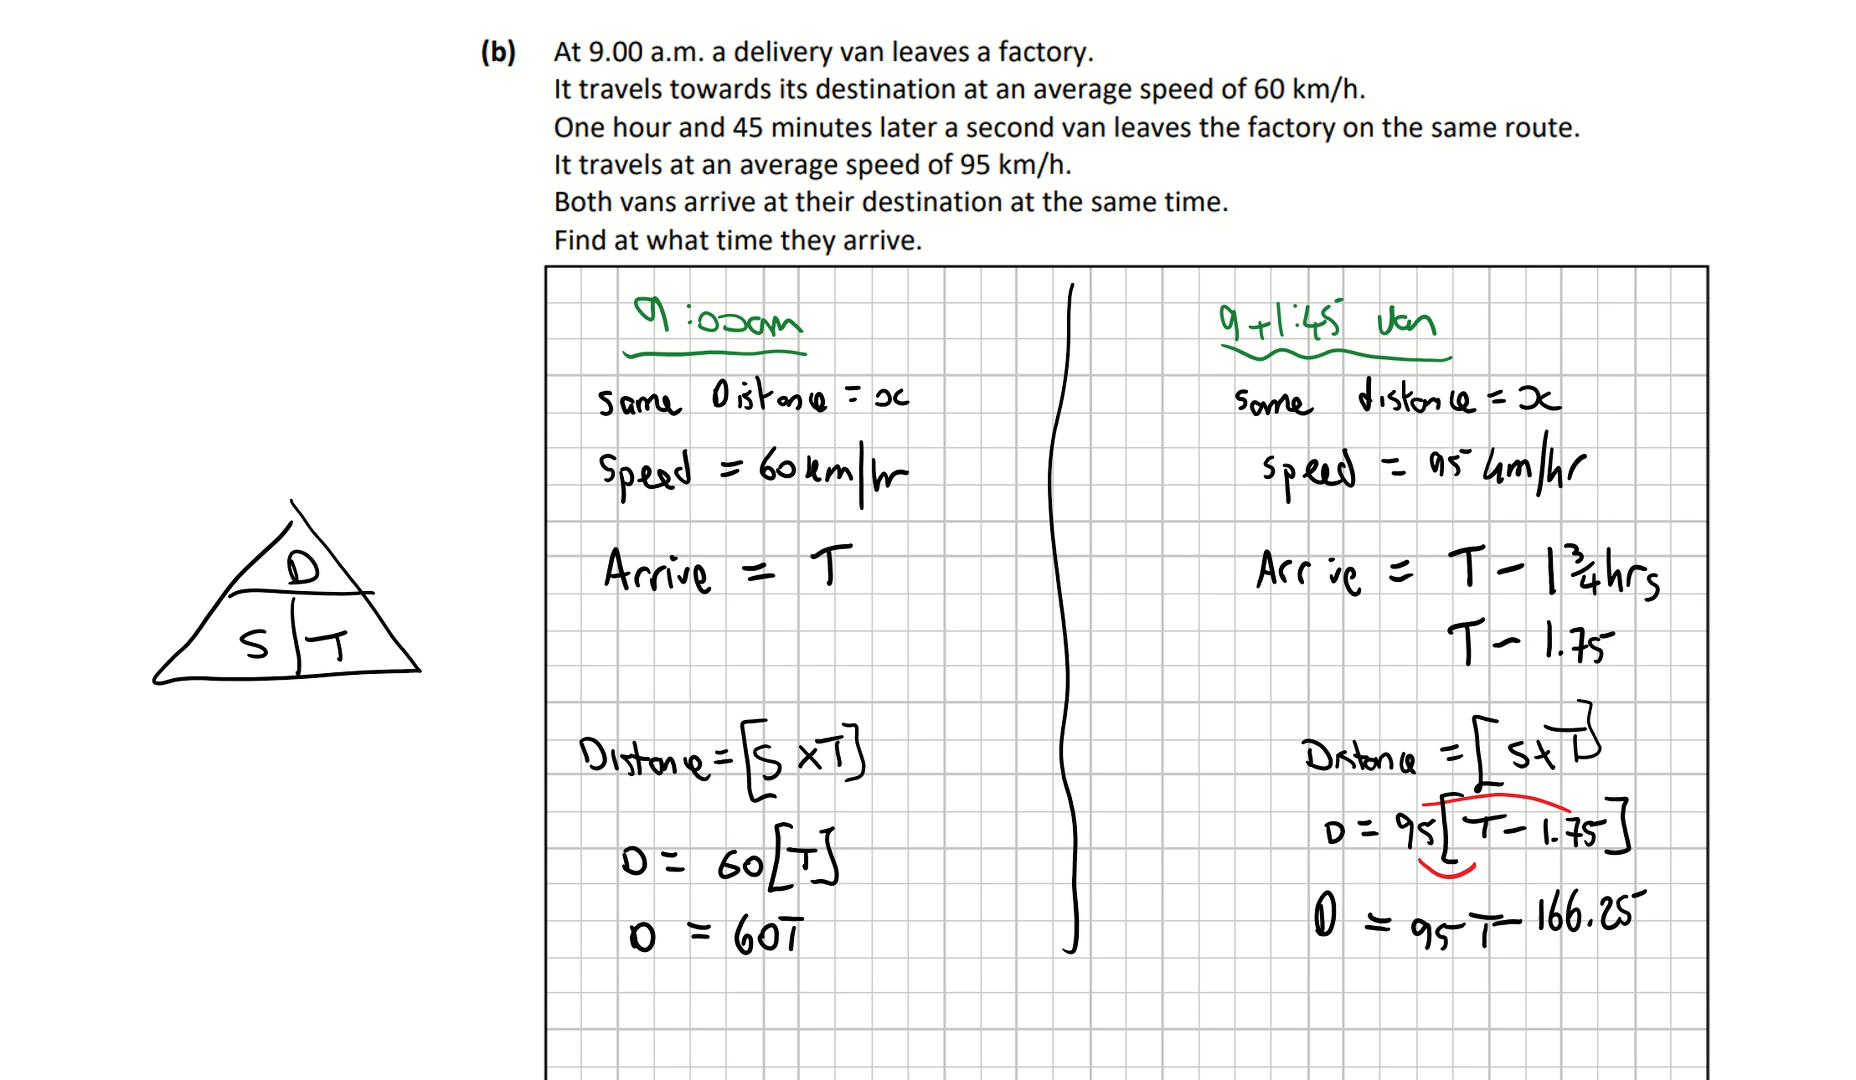 (b) At 9.00 a.m. a delivery van leaves a factory.
It travels towards its destination at an average speed of 60 km/h.
One hour and 45 minutes later a second van leaves the factory on the same route.
It travels at an average speed of 95 km/h.
Both vans arrive at their destination at the same time.
Find at what time they arrive.
9:00am
same Distance = x
Speed = 60 km/hr
Arrive = T
Distance = [S x T]
D = 60[T]
D = 60T
9+1:45 van
same distance = x
speed = 95 km/hr
Arrive = T - 1 3/4 hrs
T - 1.75
Distance = [S x T]
D = 95[T - 1.75]
D = 95T - 166.25
D
S T